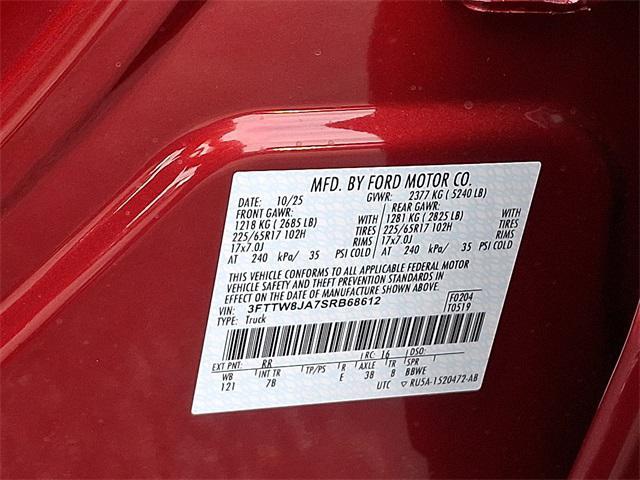 MFD. BY FORD MOTOR CO.
DATE: 10/25 GVWR: 2377 KG ( 5240 LB)
FRONT GAWR: REAR GAWR:
1218 KG ( 2685 LB) WITH 1281 KG ( 2825 LB) WITH
225/65R17 102H TIRES 225/65R17 102H TIRES
17x7.0J RIMS 17x7.0J RIMS
AT 240 kPa/ 35 PSI COLD AT 240 kPa/ 35 PSI COLD
THIS VEHICLE CONFORMS TO ALL APPLICABLE FEDERAL MOTOR
VEHICLE SAFETY AND THEFT PREVENTION STANDARDS IN
EFFECT ON THE DATE OF MANUFACTURE SHOWN ABOVE.
VIN: 3FTTW8JA7SRB68612 F0204
TYPE: Truck T0519
EXT PNT: RR RC: 16 DSO:
WB INT TR TP/PS R AXLE TR SPR
121 7B E 3B B BBWE
UTC ▽ RU5A-1520472-AB